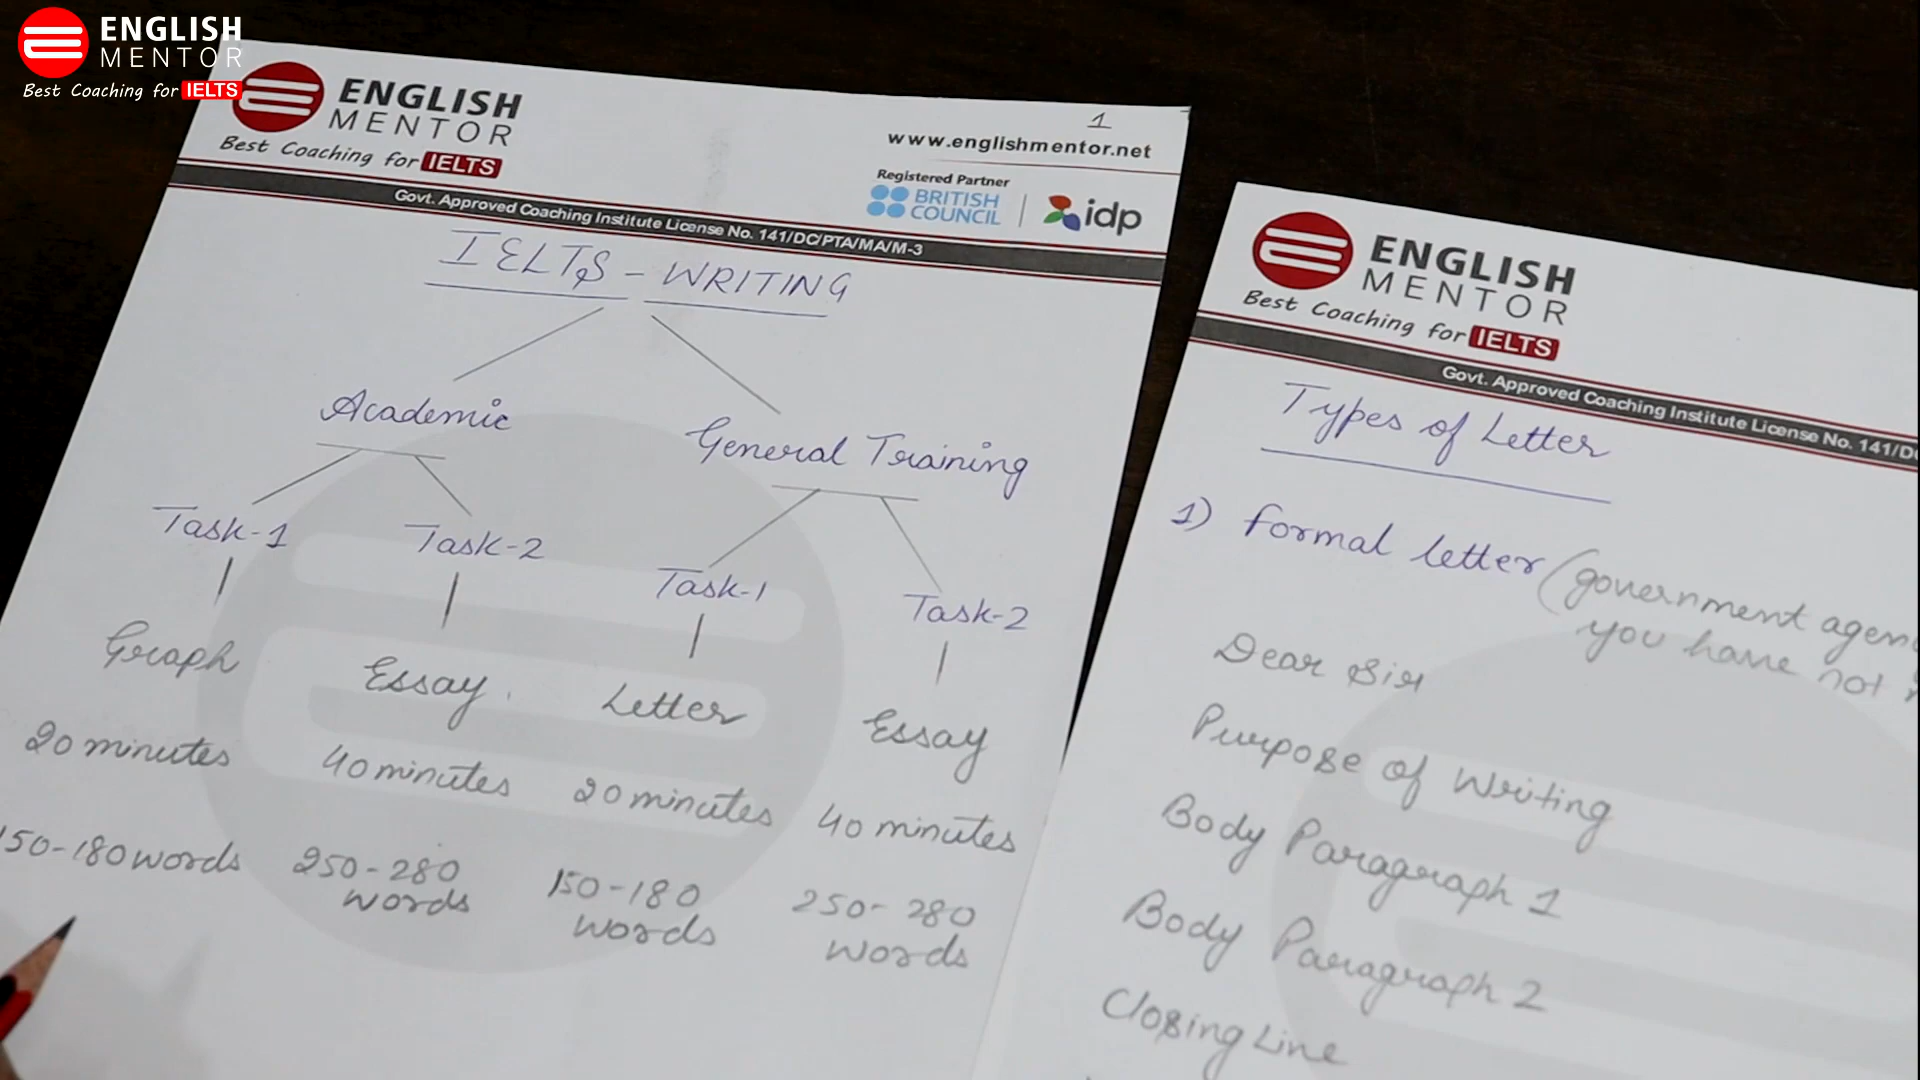 ENGLISH
MENTOR
Best Coaching for IELTS
ENGLISH
MENTOR
Best Coaching for IELTS
1
www.englishmentor.net
Registered Partner
BRITISH
COUNCIL
idp
Govt. Approved Coaching Institute License No. 141/DC/PTA/MA/M-3
IELTS - WRITING
Academic
General Training
Task-1
Task-2
Task-1
Task-2
Graph
Essay.
Letter
Essay
20 minutes
40 minutes
20 minutes
40 minutes
150-180 words
250-280
words
150-180
words
250-280
words
ENGLISH
MENTOR
Best Coaching for IELTS
Govt. Approved Coaching Institute License No. 141/D
Types of Letter
1) Formal letter (government agen
you have not
Dear Sir
Purpose of Writing
Body Paragraph 1
Body Paragraph 2
Closing Line